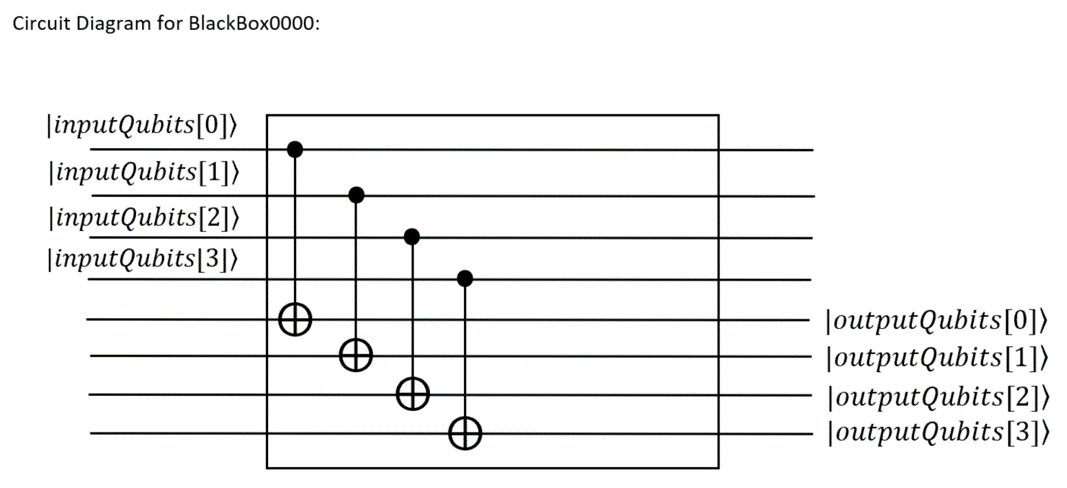 Circuit Diagram for BlackBox0000:
|inputQubits[0]⟩
|inputQubits[1]⟩
|inputQubits[2]⟩
|inputQubits[3]⟩
|outputQubits[0]⟩
|outputQubits[1]⟩
|outputQubits[2]⟩
|outputQubits[3]⟩